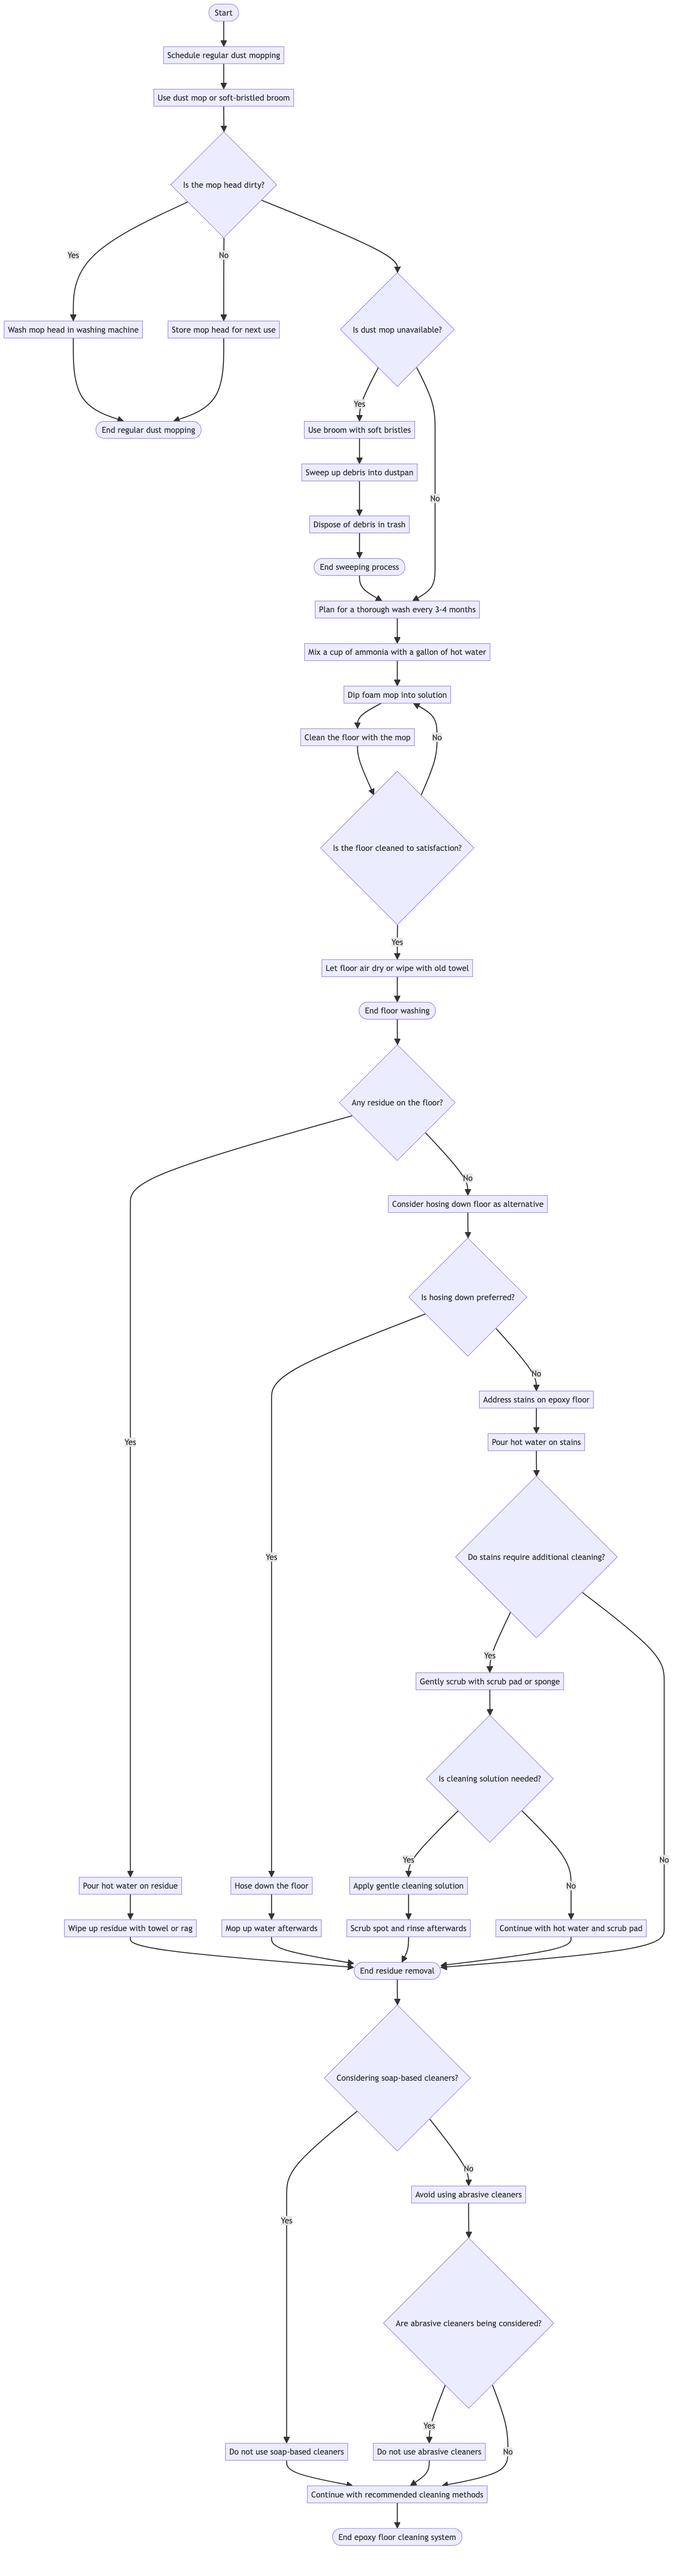 Start
Schedule regular dust mopping
Use dust mop or soft-bristled broom
Is the mop head dirty?
Yes
No
Wash mop head in washing machine
Store mop head for next use
Is dust mop unavailable?
Yes
End regular dust mopping
Use broom with soft bristles
Sweep up debris into dustpan
No
Dispose of debris in trash
End sweeping process
Plan for a thorough wash every 3-4 months
Mix a cup of ammonia with a gallon of hot water
Dip foam mop into solution
Clean the floor with the mop
No
Is the floor cleaned to satisfaction?
Yes
Let floor air dry or wipe with old towel
End floor washing
Any residue on the floor?
No
Consider hosing down floor as alternative
Is hosing down preferred?
No
Address stains on epoxy floor
Yes
Pour hot water on stains
Yes
Do stains require additional cleaning?
Yes
Gently scrub with scrub pad or sponge
Is cleaning solution needed?
Yes
No
Pour hot water on residue
Hose down the floor
Apply gentle cleaning solution
No
Wipe up residue with towel or rag
Mop up water afterwards
Scrub spot and rinse afterwards
Continue with hot water and scrub pad
End residue removal
Considering soap-based cleaners?
No
Avoid using abrasive cleaners
Yes
Are abrasive cleaners being considered?
Yes
Do not use soap-based cleaners
Do not use abrasive cleaners
No
Continue with recommended cleaning methods
End epoxy floor cleaning system